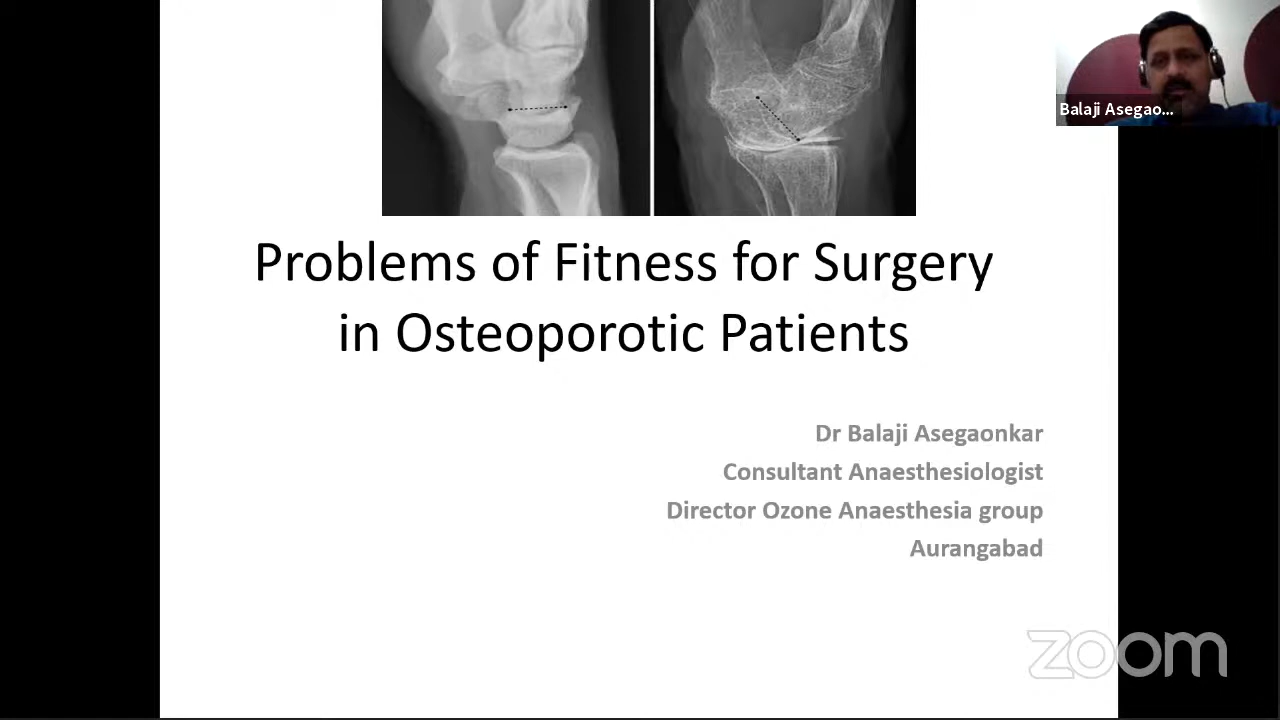 Balaji Asegao...
Problems of Fitness for Surgery
in Osteoporotic Patients
Dr Balaji Asegaonkar
Consultant Anaesthesiologist
Director Ozone Anaesthesia group
Aurangabad
zoom